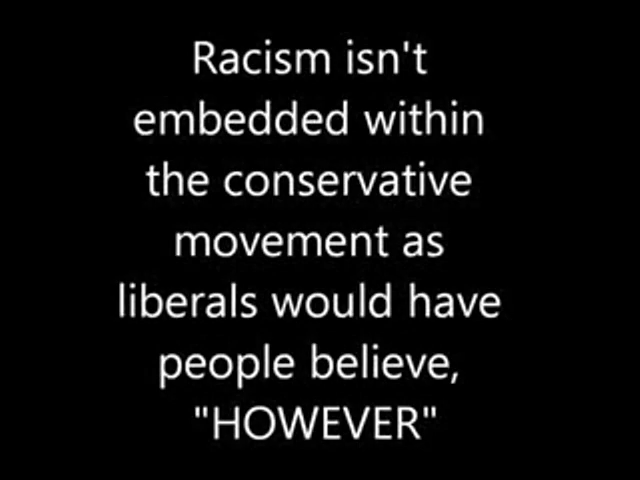 Racism isn't
embedded within
the conservative
movement as
liberals would have
people believe,
"HOWEVER"